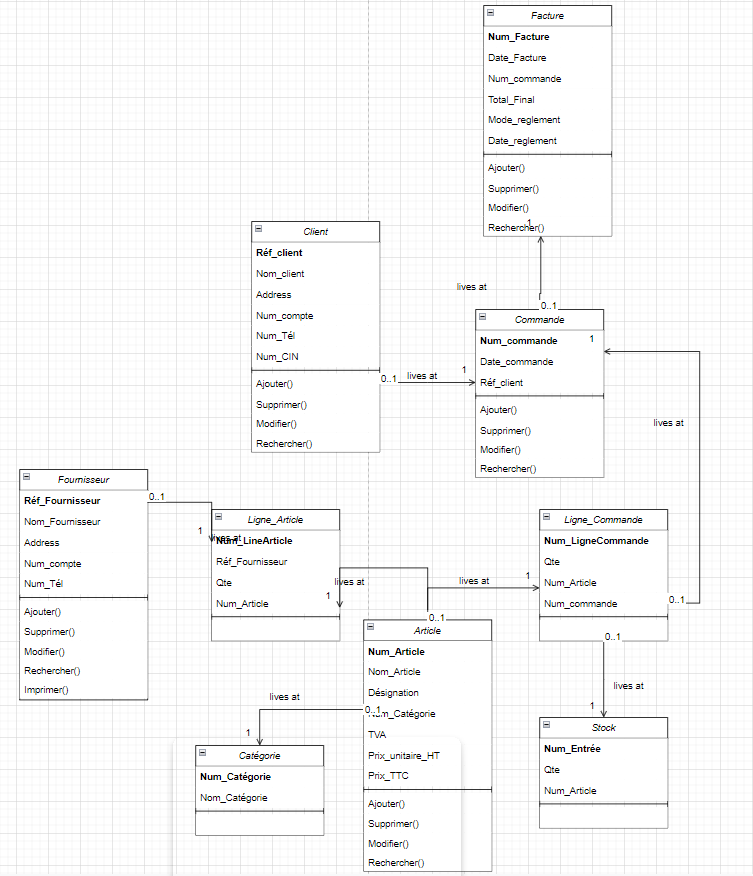 Facture
Num_Facture
Date_Facture
Num_commande
Total_Final
Mode_reglement
Date_reglement
Ajouter()
Supprimer()
Modifier()
1
Rechercher()
lives at
0..1
Client
Réf_client
Nom_client
Address
Num_compte
Num_Tél
Num_CIN
Ajouter()
Supprimer()
Modifier()
Rechercher()
0..1
lives at
1
Commande
Num_commande
1
Date_commande
Réf_client
Ajouter()
Supprimer()
Modifier()
Rechercher()
lives at
Fournisseur
Réf_Fournisseur
Nom_Fournisseur
Address
Num_compte
Num_Tél
Ajouter()
Supprimer()
Modifier()
Rechercher()
Imprimer()
0..1
1
lives at
Ligne_Article
Num_LineArticle
Réf_Fournisseur
Qte
Num_Article
lives at
1
lives at
1
Ligne_Commande
Num_LigneCommande
Qte
Num_Article
Num_commande
0..1
0..1
lives at
1
0..1
Article
Num_Article
Nom_Article
Désignation
0..1
Num_Catégorie
TVA
Prix_unitaire_HT
Prix_TTC
Ajouter()
Supprimer()
Modifier()
Rechercher()
lives at
1
Catégorie
Num_Catégorie
Nom_Catégorie
Stock
Num_Entrée
Qte
Num_Article